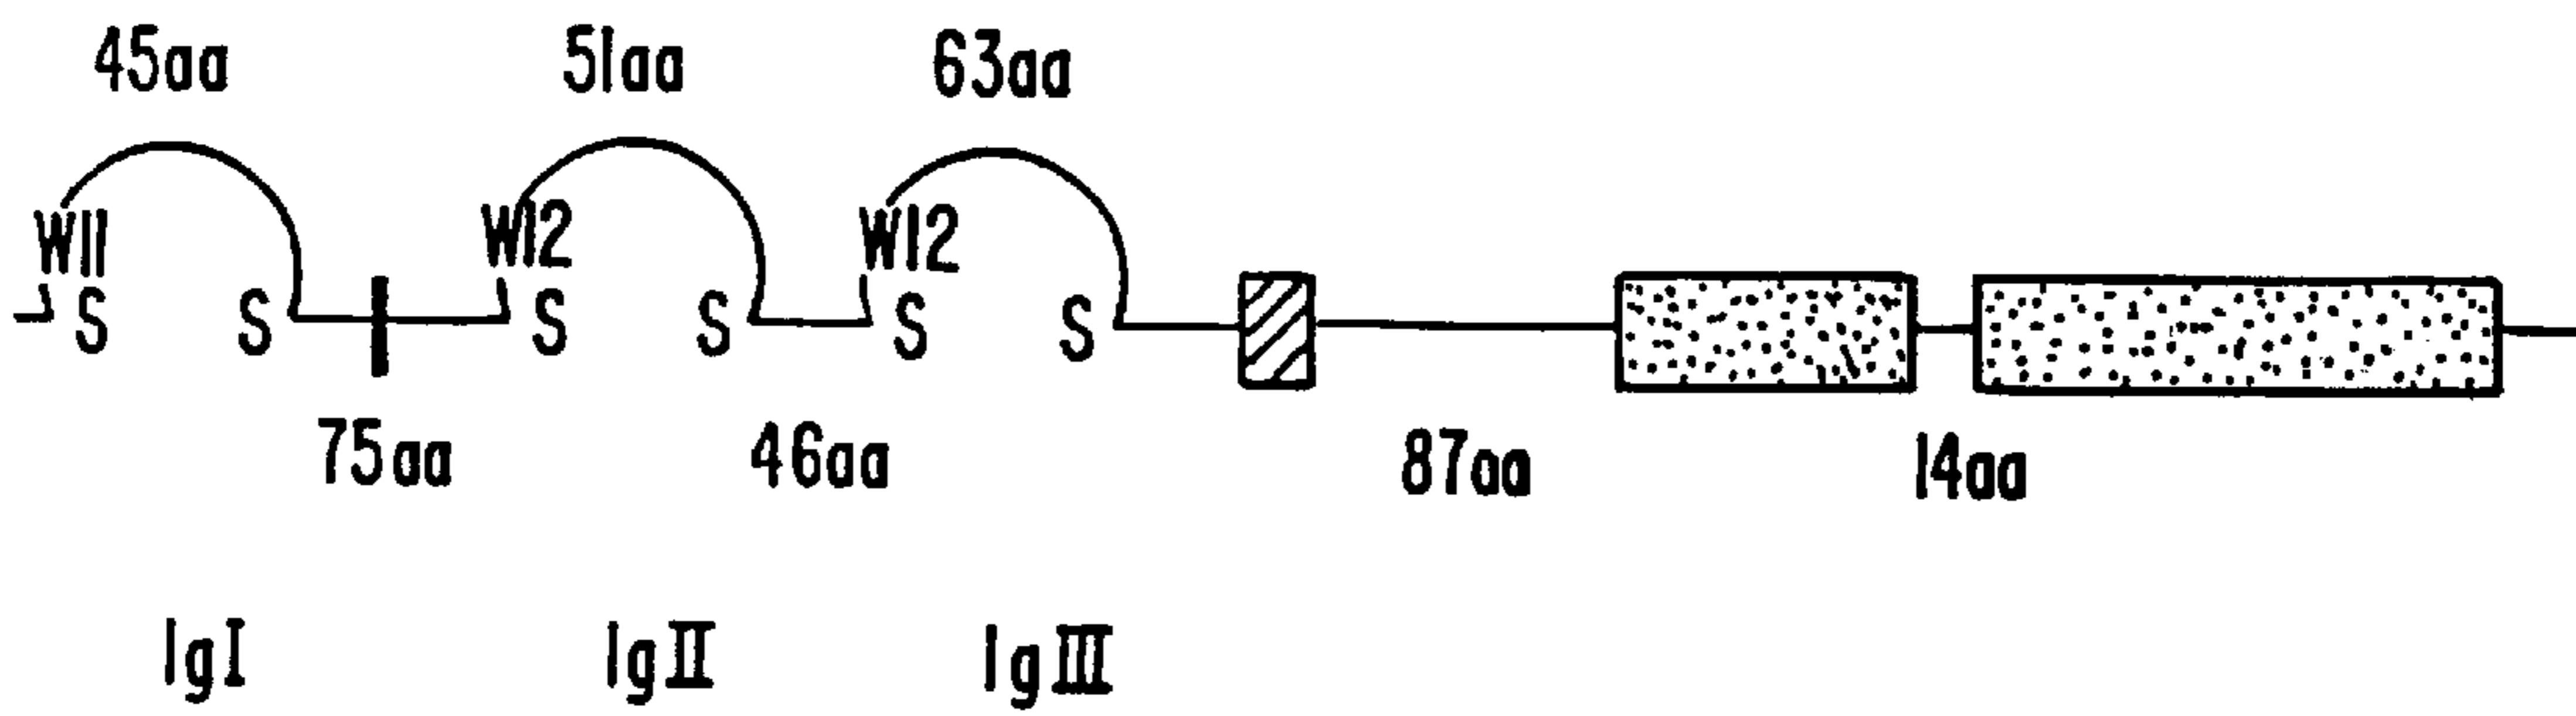 45aa 51aa 63aa
W11 W12 W12
S S S S S S
75aa 46aa 87aa 14aa
IgI IgII IgIII